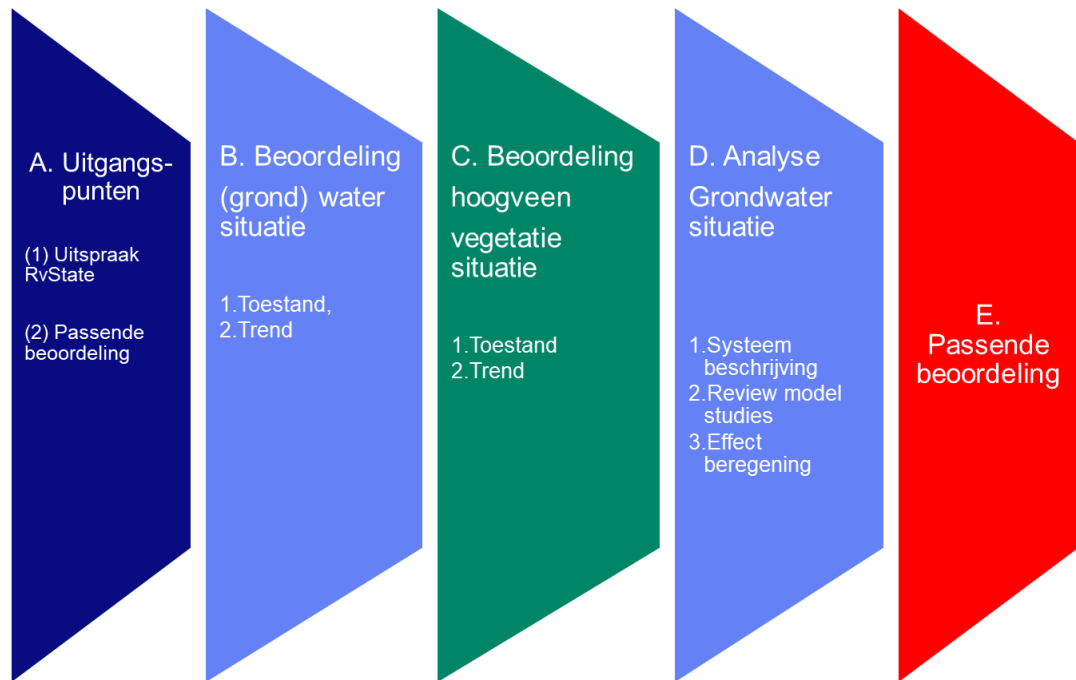 A. Uitgangs-
punten
(1) Uitspraak
RvState
(2) Passende
beoordeling
B. Beoordeling
(grond) water
situatie
1.Toestand,
2.Trend
C. Beoordeling
hoogveen
vegetatie
situatie
1.Toestand
2.Trend
D. Analyse
Grondwater
situatie
1.Systeem
beschrijving
2.Review model
studies
3.Effect
beregening
E.
Passende
beoordeling